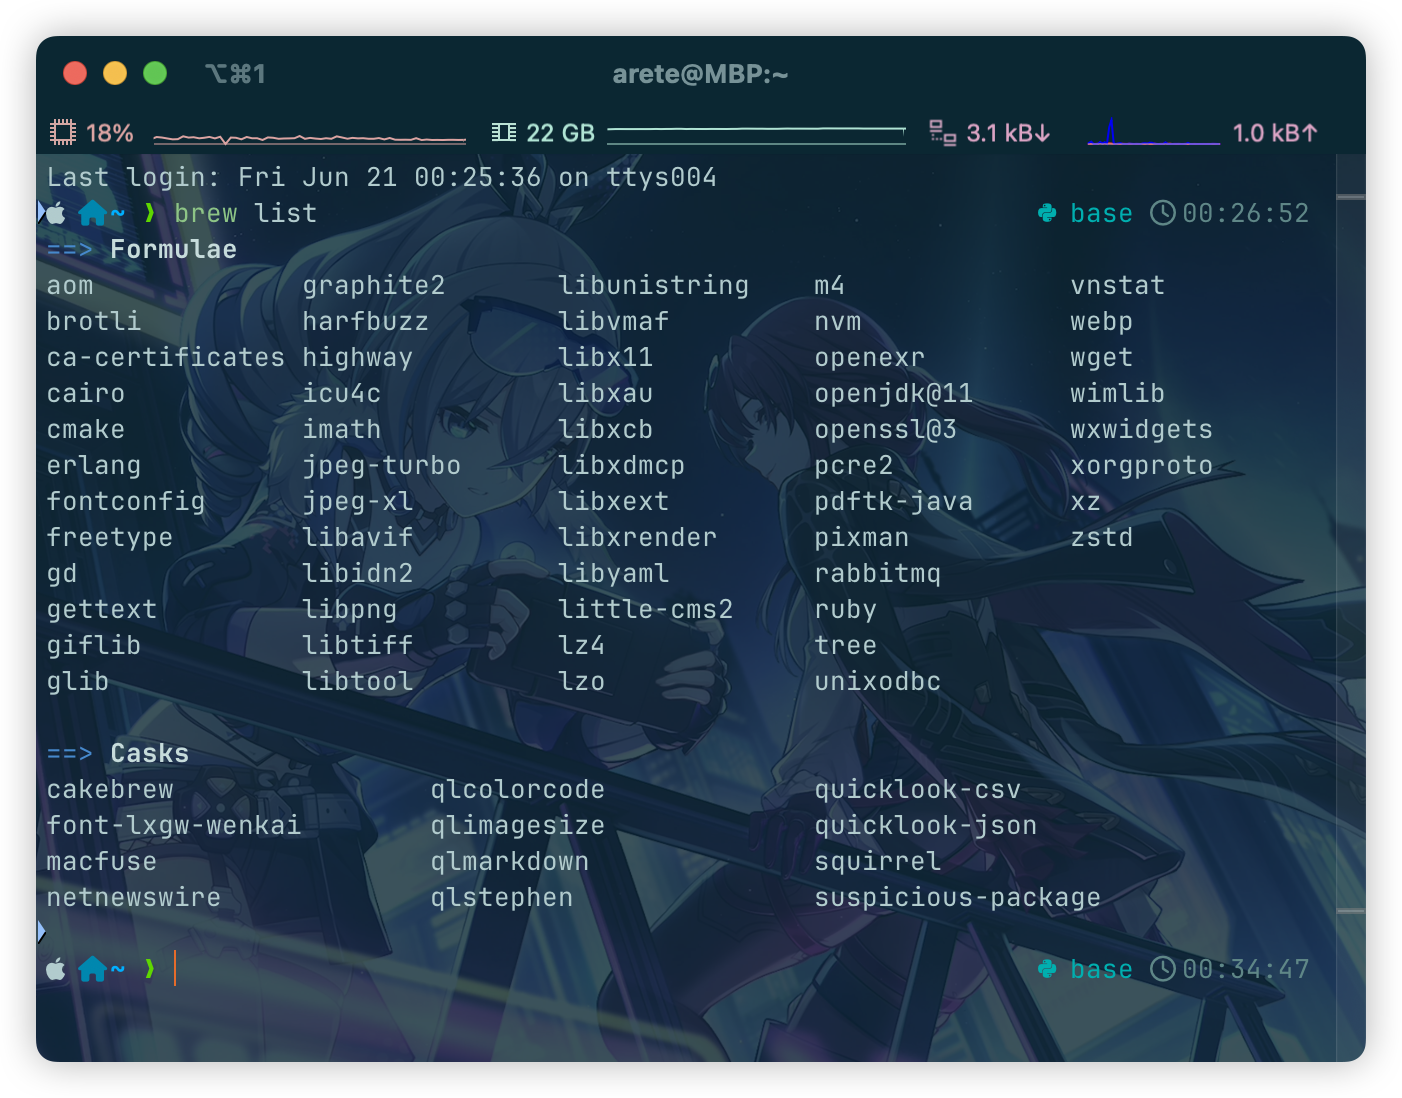 ⌥⌘1 arete@MBP:~
18% 22 GB 3.1 kB↓ 1.0 kB↑
Last login: Fri Jun 21 00:25:36 on ttys004
~ ❯ brew list base 00:26:52
==> Formulae
aom graphite2 libunistring m4 vnstat
brotli harfbuzz libvmaf nvm webp
ca-certificates highway libx11 openexr wget
cairo icu4c libxau openjdk@11 wimlib
cmake imath libxcb openssl@3 wxwidgets
erlang jpeg-turbo libxdmcp pcre2 xorgproto
fontconfig jpeg-xl libxext pdftk-java xz
freetype libavif libxrender pixman zstd
gd libidn2 libyaml rabbitmq
gettext libpng little-cms2 ruby
giflib libtiff lz4 tree
glib libtool lzo unixodbc
==> Casks
cakebrew qlcolorcode quicklook-csv
font-lxgw-wenkai qlimagesize quicklook-json
macfuse qlmarkdown squirrel
netnewswire qlstephen suspicious-package
~ ❯ base 00:34:47